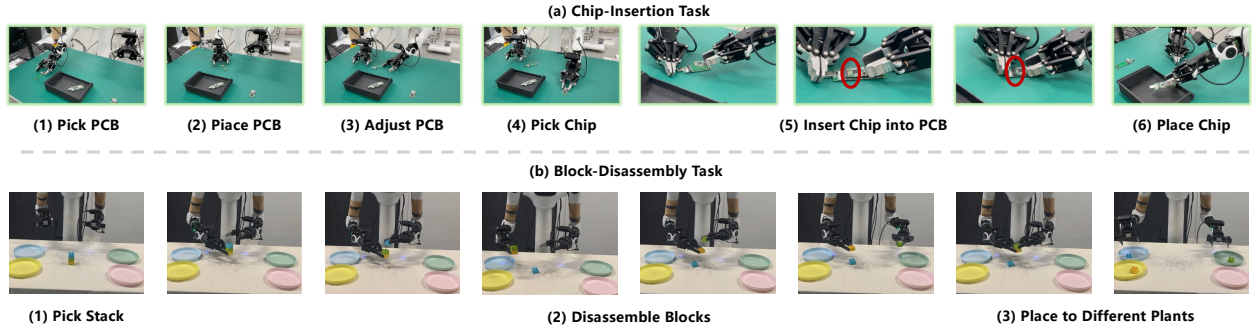 (a) Chip-Insertion Task
(1) Pick PCB
(2) Piace PCB
(3) Adjust PCB
(4) Pick Chip
(5) Insert Chip into PCB
(6) Place Chip
(b) Block-Disassembly Task
(1) Pick Stack
(2) Disassemble Blocks
(3) Place to Different Plants